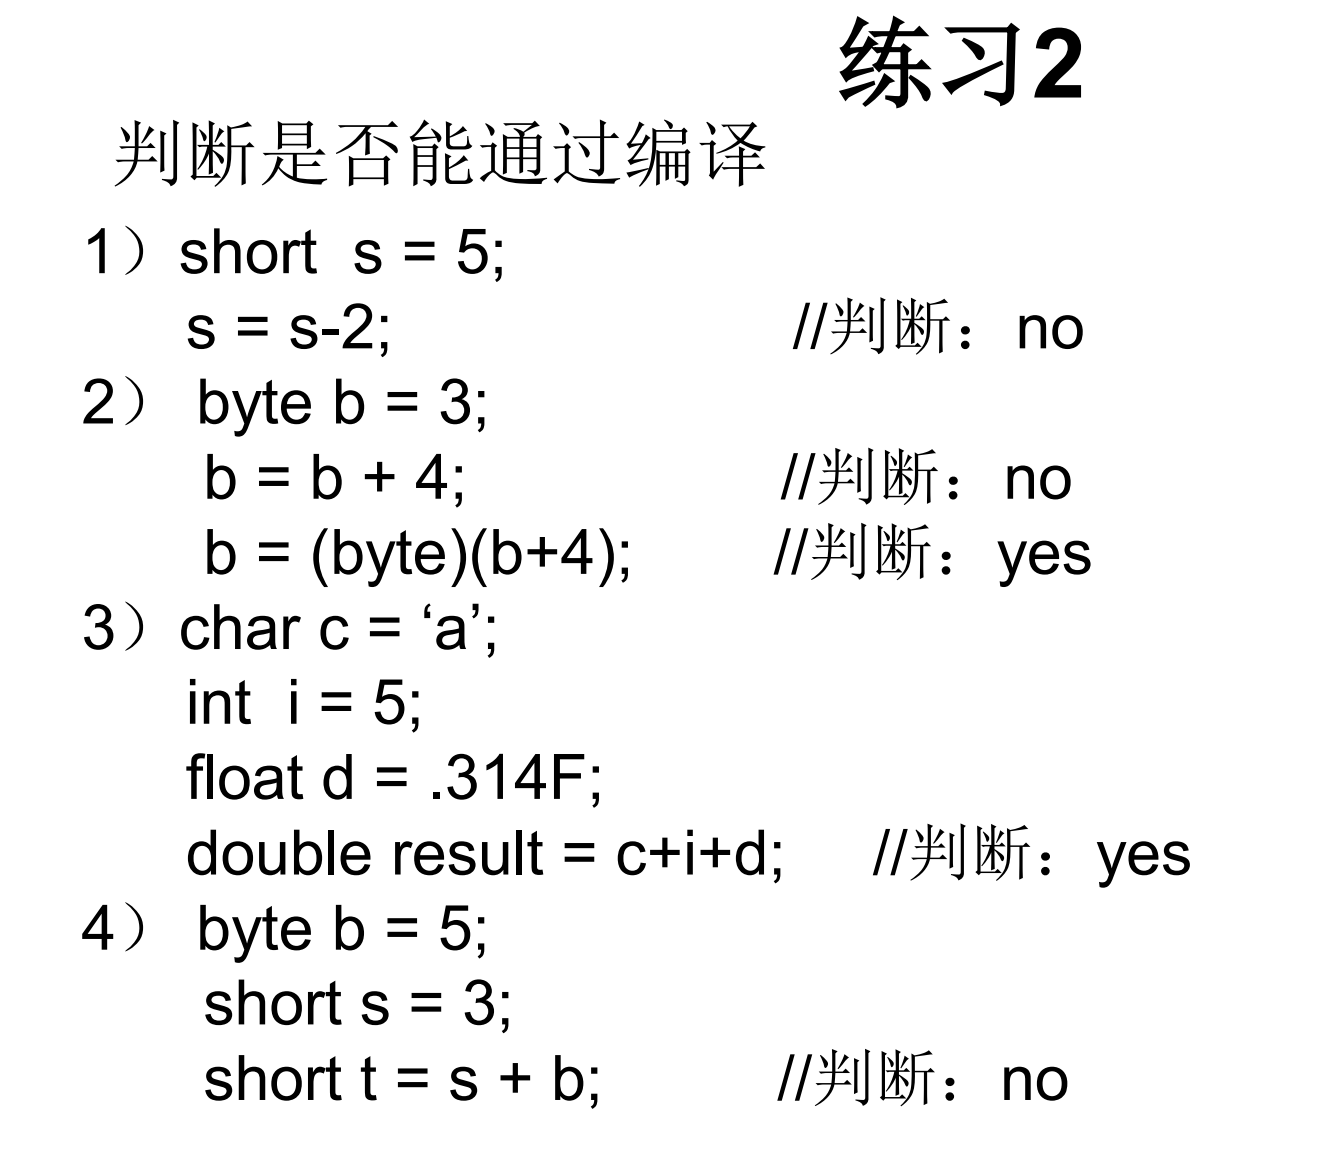 练习2
判断是否能通过编译
1）short  s = 5;
s = s-2;    //判断：no
2） byte b = 3;
b = b + 4;    //判断：no
b = (byte)(b+4);    //判断：yes
3）char c = ‘a’;
int  i = 5;
float d = .314F;
double result = c+i+d;    //判断：yes
4） byte b = 5;
short s = 3;
short t = s + b;    //判断：no